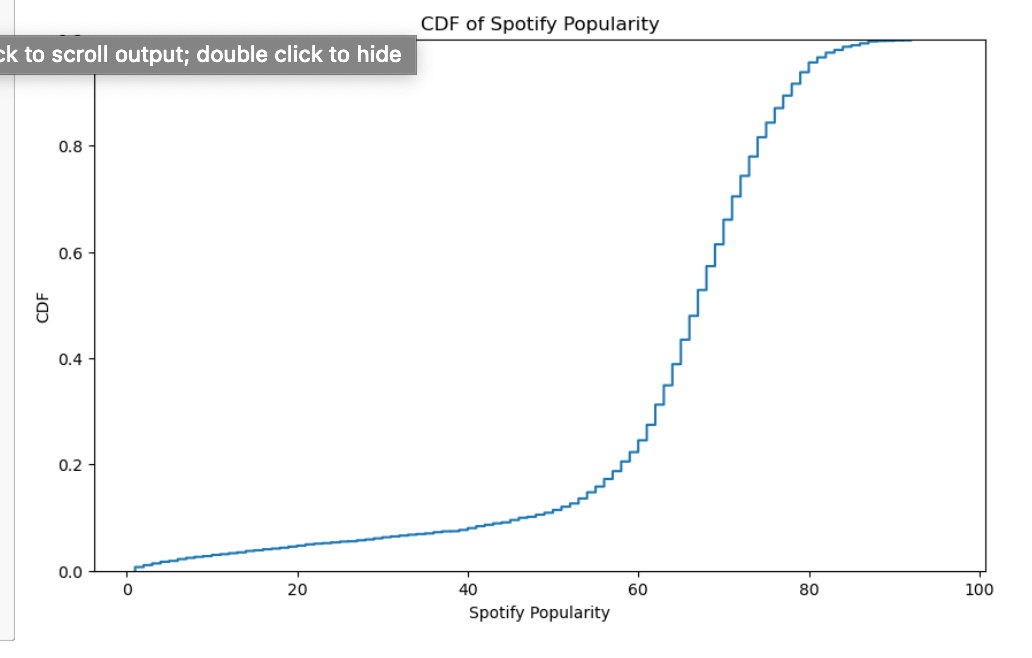 CDF of Spotify Popularity
ck to scroll output; double click to hide
0.8
0.6
CDF
0.4
0.2
0.0
0 20 40 60 80 100
Spotify Popularity